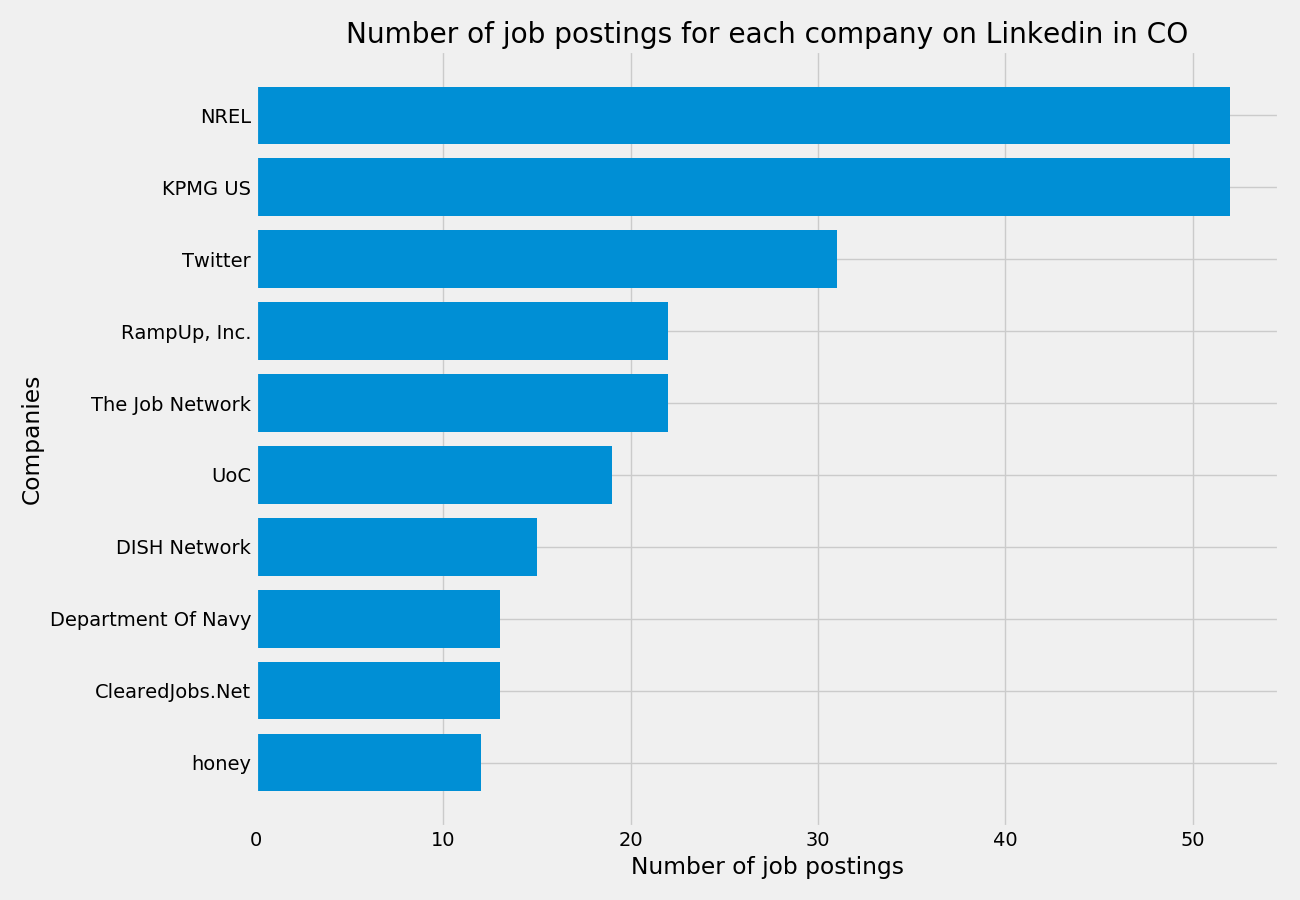 Number of job postings for each company on Linkedin in CO
NREL
KPMG US
Twitter
RampUp, Inc.
The Job Network
UoC
DISH Network
Department Of Navy
ClearedJobs.Net
honey
Companies
0 10 20 30 40 50
Number of job postings